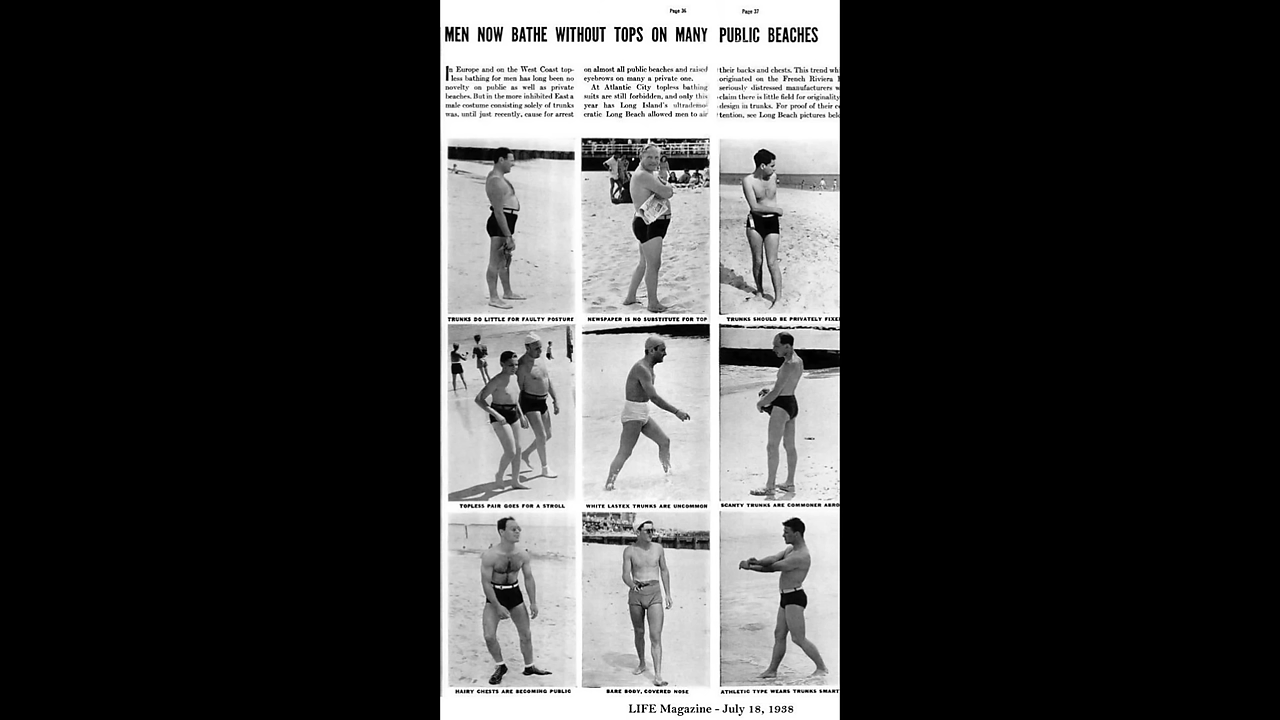 Page 36
Page 37
MEN NOW BATHE WITHOUT TOPS ON MANY PUBLIC BEACHES
In Europe and on the West Coast top-
less bathing for men has long been no
novelty on public as well as private
beaches. But in the more inhibited East a
male costume consisting solely of trunks
was, until just recently, cause for arrest
on almost all public beaches and raised
eyebrows on many a private one.
At Atlantic City topless bathing
suits are still forbidden, and only this
year has Long Island's ultrademo-
cratic Long Beach allowed men to air
their backs and chests. This trend wh
originated on the French Riviera
seriously distressed manufacturers w
claim there is little field for originality
design in trunks. For proof of their c
tention, see Long Beach pictures bel
TRUNKS DO LITTLE FOR FAULTY POSTURE
NEWSPAPER IS NO SUBSTITUTE FOR TOP
TRUNKS SHOULD BE PRIVATELY FIXE
TOPLESS PAIR GOES FOR A STROLL
WHITE LASTEX TRUNKS ARE UNCOMMON
SCANTY TRUNKS ARE COMMONER ABRO
HAIRY CHESTS ARE BECOMING PUBLIC
BARE BODY, COVERED NOSE
ATHLETIC TYPE WEARS TRUNKS SMART
LIFE Magazine - July 18, 1938